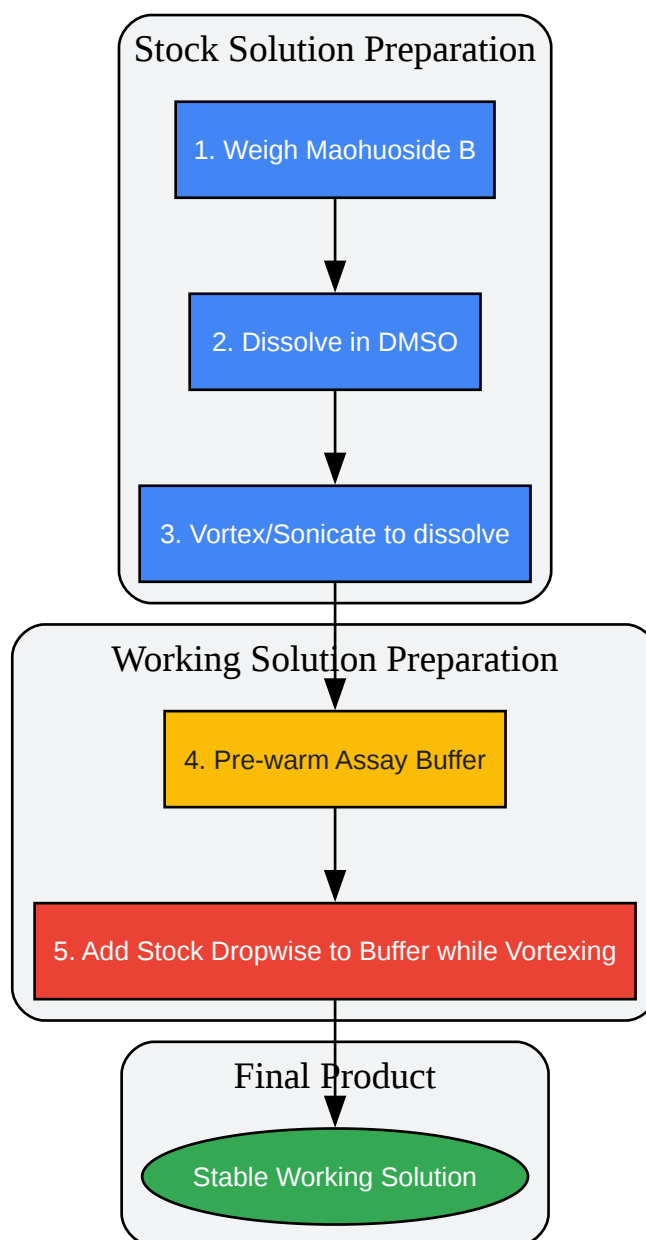 Stock Solution Preparation
1. Weigh Maohuoside B
2. Dissolve in DMSO
3. Vortex/Sonicate to dissolve
Working Solution Preparation
4. Pre-warm Assay Buffer
5. Add Stock Dropwise to Buffer while Vortexing
Final Product
Stable Working Solution